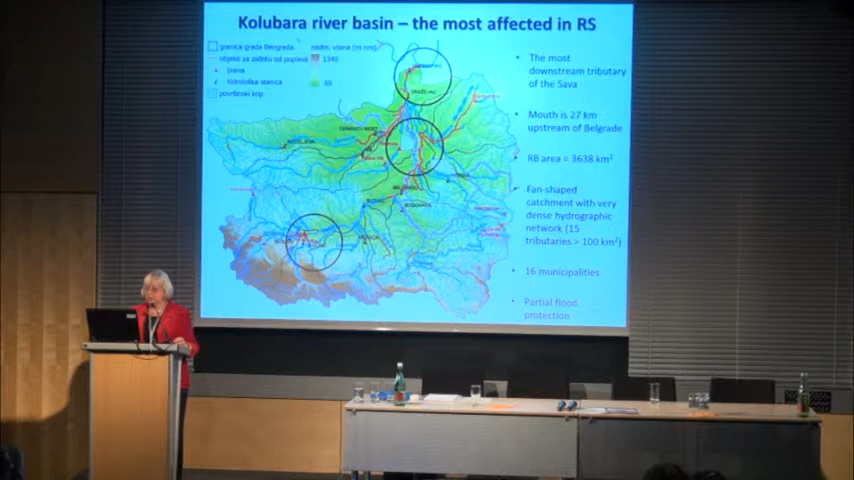 Kolubara river basin – the most affected in RS
granica grada Beograda
nadm. visina (m nm)
objekti za zaštitu od poplava
1340
brana
hidrološka stanica
65
površinski kop
• The most
downstream tributary
of the Sava
• Mouth is 27 km
upstream of Belgrade
• RB area = 3638 km²
• Fan-shaped
catchment with very
dense hydrographic
network (15
tributaries > 100 km²)
• 16 municipalities
• Partial flood
protection
DRAŽEVAC
BOGOVAĐA